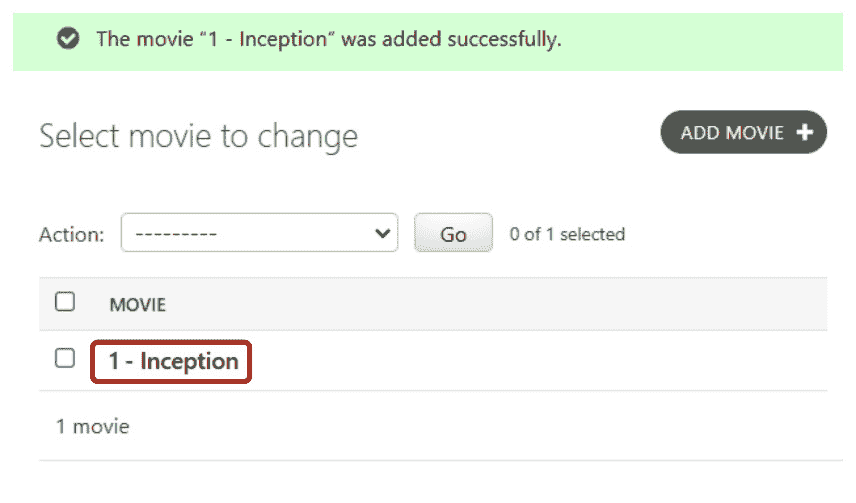 The movie “1 - Inception” was added successfully.
Select movie to change
ADD MOVIE +
Action: --------- Go 0 of 1 selected
MOVIE
1 - Inception
1 movie